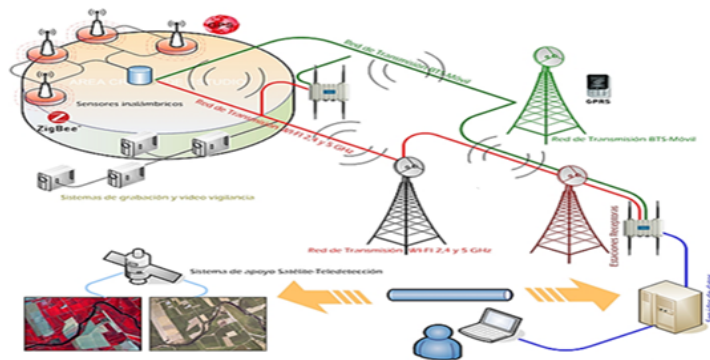 GPS
Sensores inalámbricos
ZigBee
Sistemas de grabación y video vigilancia
Red de Transmisión BTS-Móvil
Red de Transmisión WI-FI 2,4 y 5 GHz
GPRS
Red de Transmisión BTS-Móvil
Red de Transmisión WI-FI 2,4 y 5 GHz
Estaciones Receptoras
Sistema de apoyo Satélite-Teledetección